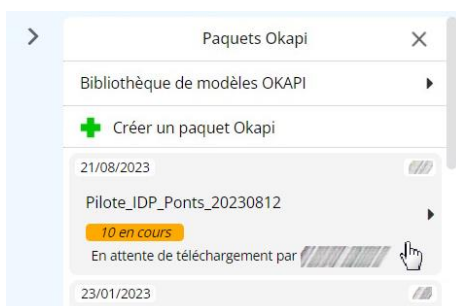 Paquets Okapi
Bibliothèque de modèles OKAPI
Créer un paquet Okapi
21/08/2023
Pilote_IDP_Ponts_20230812
10 en cours
En attente de téléchargement par
23/01/2023